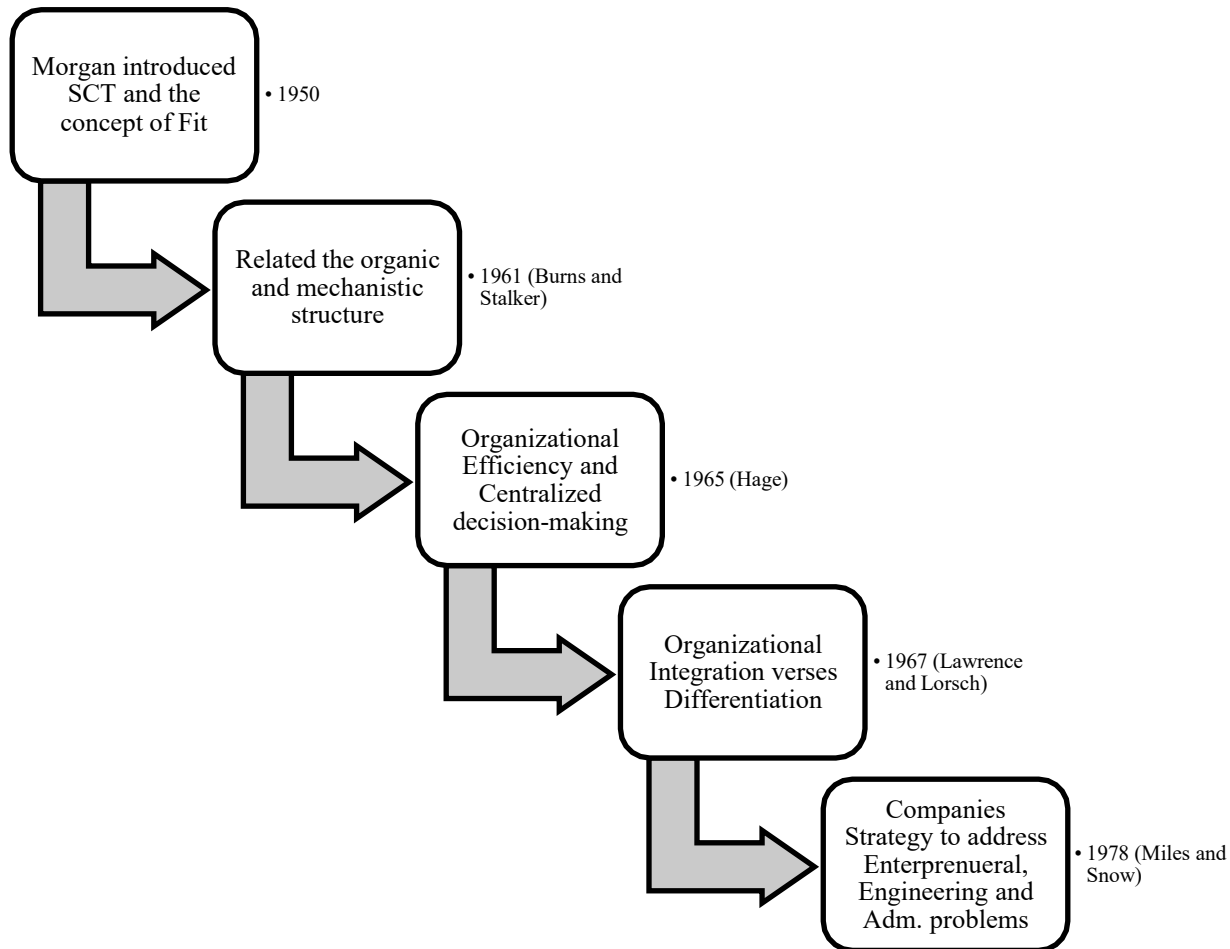 Morgan introduced
SCT and the
concept of Fit
• 1950
Related the organic
and mechanistic
structure
• 1961 (Burns and
Stalker)
Organizational
Efficiency and
Centralized
decision-making
• 1965 (Hage)
Organizational
Integration verses
Differentiation
• 1967 (Lawrence
and Lorsch)
Companies
Strategy to address
Enterprenueral,
Engineering and
Adm. problems
• 1978 (Miles and
Snow)